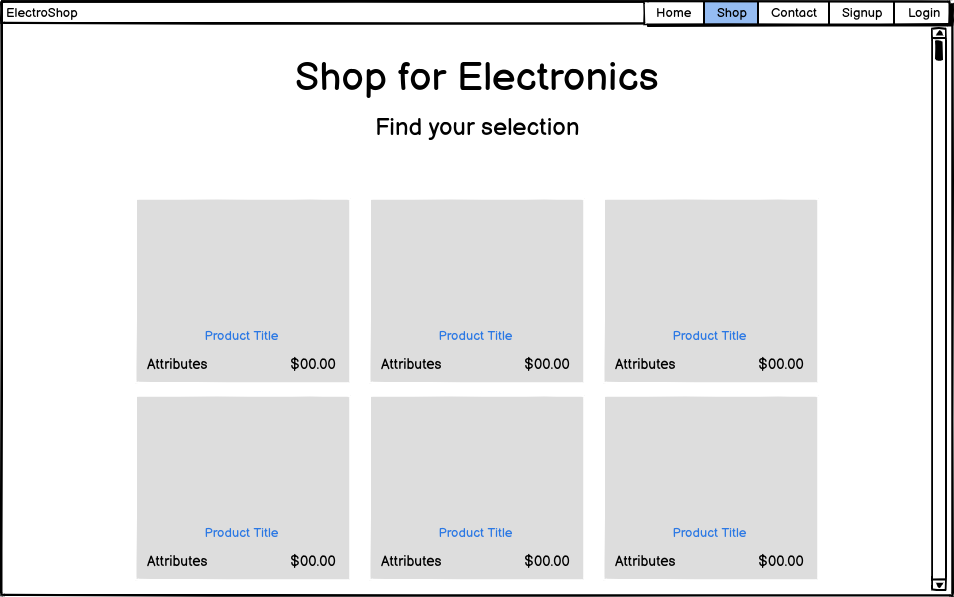 ElectroShop Home Shop Contact Signup Login
Shop for Electronics
Find your selection
Product Title Product Title Product Title
Attributes $00.00 Attributes $00.00 Attributes $00.00
Product Title Product Title Product Title
Attributes $00.00 Attributes $00.00 Attributes $00.00